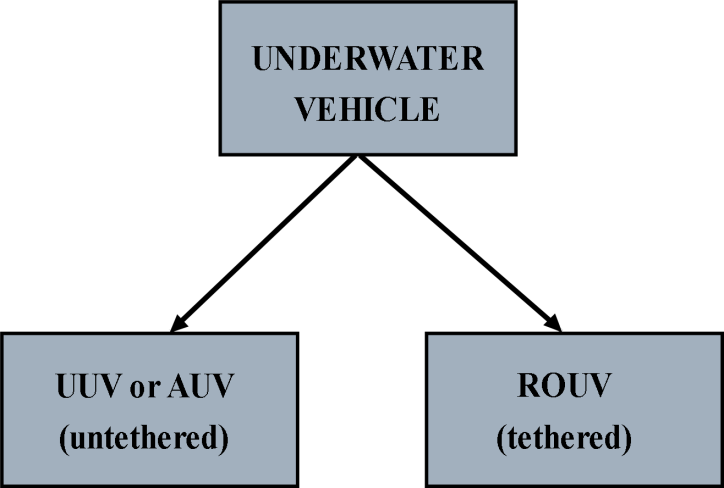 UNDERWATER
VEHICLE
UUV or AUV
(untethered)
ROUV
(tethered)